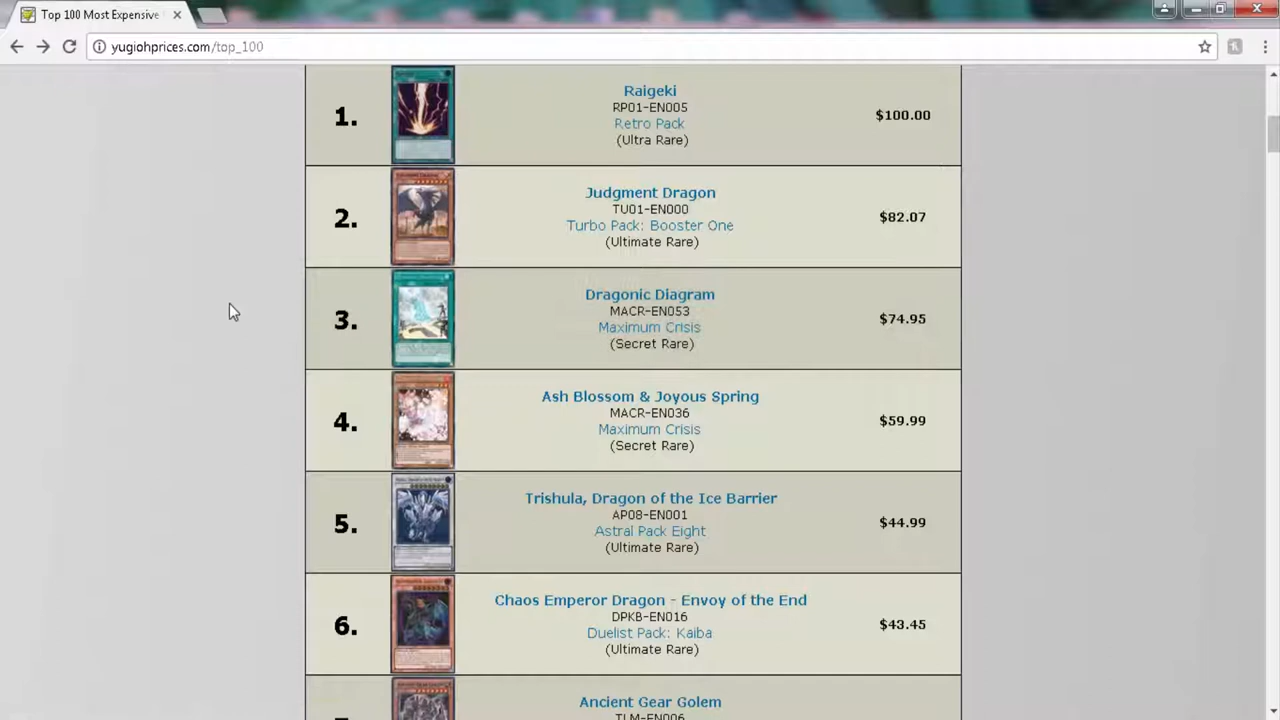 Top 100 Most Expensive
yugiohprices.com/top_100
1.
Raigeki
RP01-EN005
Retro Pack
(Ultra Rare)
$100.00
2.
Judgment Dragon
TU01-EN000
Turbo Pack: Booster One
(Ultimate Rare)
$82.07
3.
Dragonic Diagram
MACR-EN053
Maximum Crisis
(Secret Rare)
$74.95
4.
Ash Blossom & Joyous Spring
MACR-EN036
Maximum Crisis
(Secret Rare)
$59.99
5.
Trishula, Dragon of the Ice Barrier
AP08-EN001
Astral Pack Eight
(Ultimate Rare)
$44.99
6.
Chaos Emperor Dragon - Envoy of the End
DPKB-EN016
Duelist Pack: Kaiba
(Ultimate Rare)
$43.45
Ancient Gear Golem
TLM-EN006